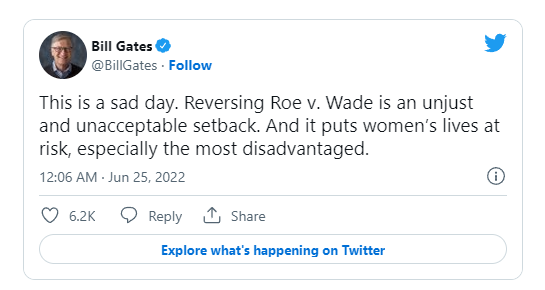 Bill Gates
@BillGates · Follow
This is a sad day. Reversing Roe v. Wade is an unjust
and unacceptable setback. And it puts women’s lives at
risk, especially the most disadvantaged.
12:06 AM · Jun 25, 2022
6.2K Reply Share
Explore what's happening on Twitter